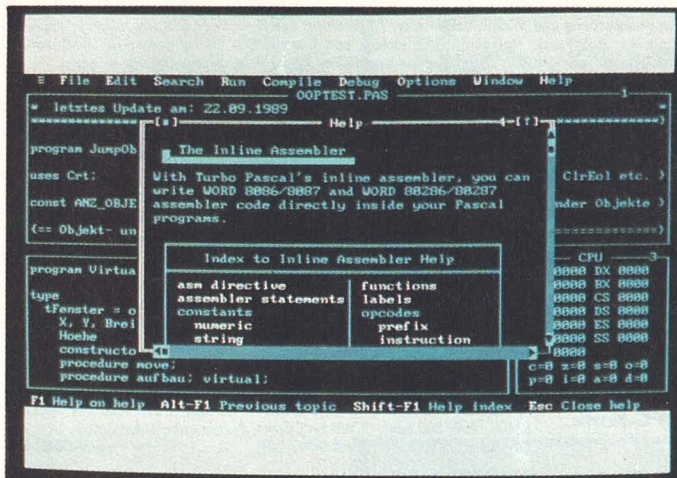 ≡ File Edit Search Run Compile Debug Options Window Help
OOPTEST.PAS 1
letztes Update am: 22.09.1989
program JumpOb
uses Crt; ClrEol etc. )
const ANZ_OBJE nder Objekte )
(== Objekt- un ============)
[■] Help 4-[↑]
The Inline Assembler
With Turbo Pascal's inline assembler, you can
write WORD 8086/8087 and WORD 80286/80287
assembler code directly inside your Pascal
programs.
Index to Inline Assembler Help
asm directive functions
assembler statements labels
constants opcodes
numeric prefix
string instruction
program Virtua
type
tFenster = o
X, Y, Brei
Hoehe
constructo
procedure move;
procedure aufbau; virtual;
CPU 3
0000 DX 0000
0000 BX 0000
0000 CS 0000
0000 DS 0000
0000 ES 0000
0000 SS 0000
0000
c=0 z=0 s=0 o=0
p=0 i=0 a=0 d=0
F1 Help on help Alt-F1 Previous topic Shift-F1 Help index Esc Close help